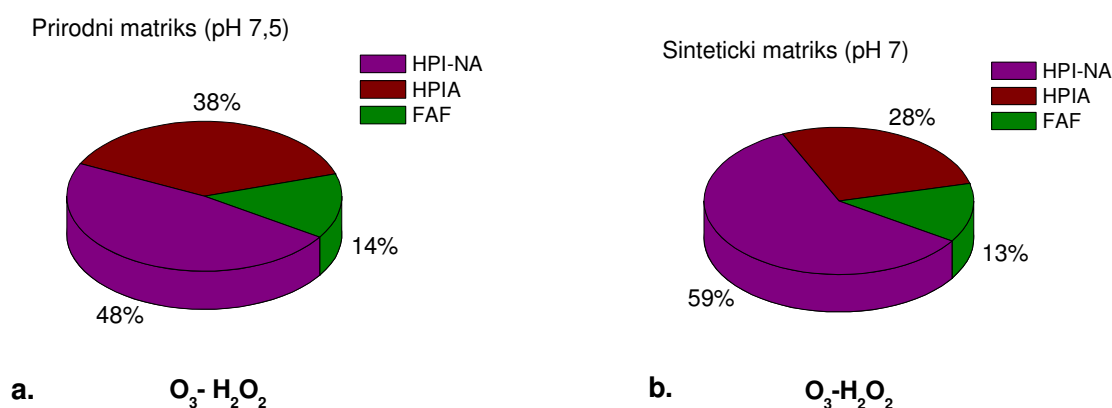 Prirodni matriks (pH 7,5)
HPI-NA
HPIA
FAF
38%
14%
48%
a.
O₃- H₂O₂
Sinteticki matriks (pH 7)
HPI-NA
HPIA
FAF
28%
13%
59%
b.
O₃-H₂O₂